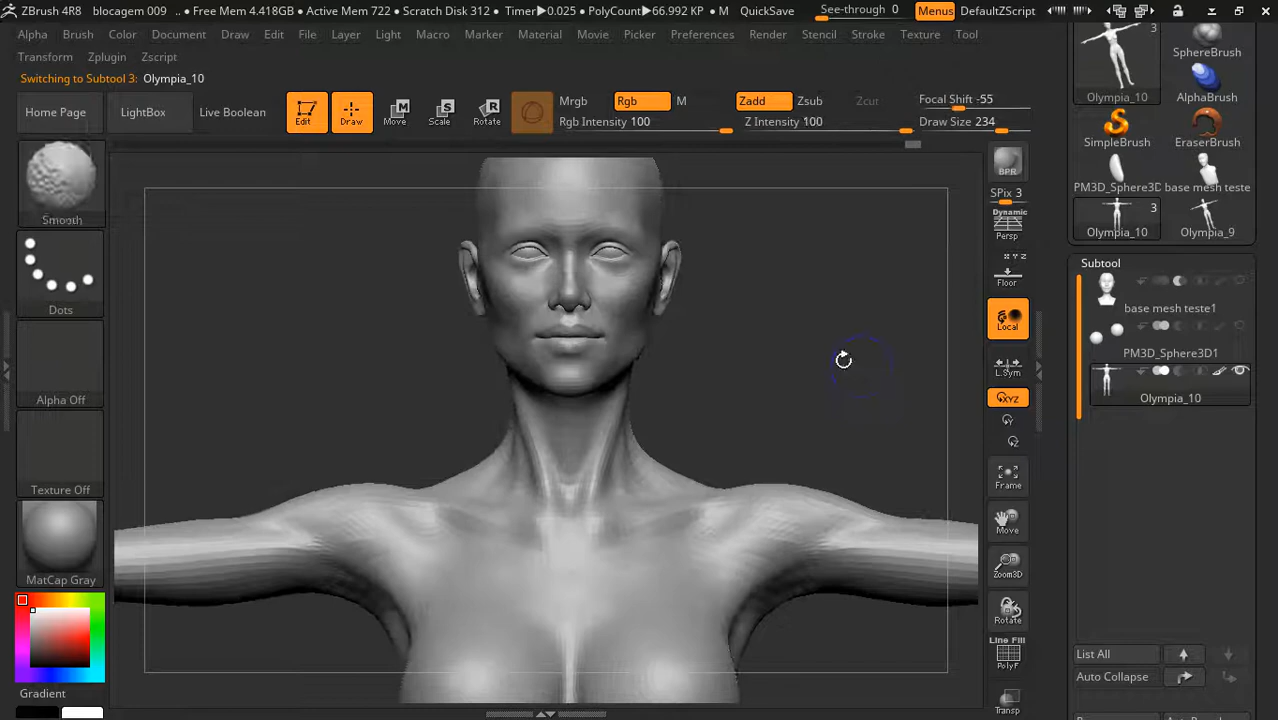 ZBrush 4R8 blocagem 009 .. • Free Mem 4.418GB • Active Mem 722 • Scratch Disk 312 • Timer▶0.025 • PolyCount▶66.992 KP • M QuickSave See-through 0 Menus DefaultZScript
Alpha Brush Color Document Draw Edit File Layer Light Macro Marker Material Movie Picker Preferences Render Stencil Stroke Texture Tool
Transform Zplugin Zscript
Switching to Subtool 3: Olympia_10
Home Page LightBox Live Boolean Edit Draw Move Scale Rotate
Mrgb Rgb M Zadd Zsub Zcut Focal Shift -55
Rgb Intensity 100 Z Intensity 100 Draw Size 234
Smooth
Dots
Alpha Off
Texture Off
MatCap Gray
Gradient
BPR
SPix 3
Dynamic
Persp
X Y Z
Floor
Local
L.Sym
XYZ
Y
Z
Frame
Move
Zoom3D
Rotate
Line Fill
PolyF
Transp
3
SphereBrush
Olympia_10 AlphaBrush
SimpleBrush EraserBrush
PM3D_Sphere3D base mesh teste
3
Olympia_10 Olympia_9
Subtool
base mesh teste1
PM3D_Sphere3D1
Olympia_10
List All
Auto Collapse